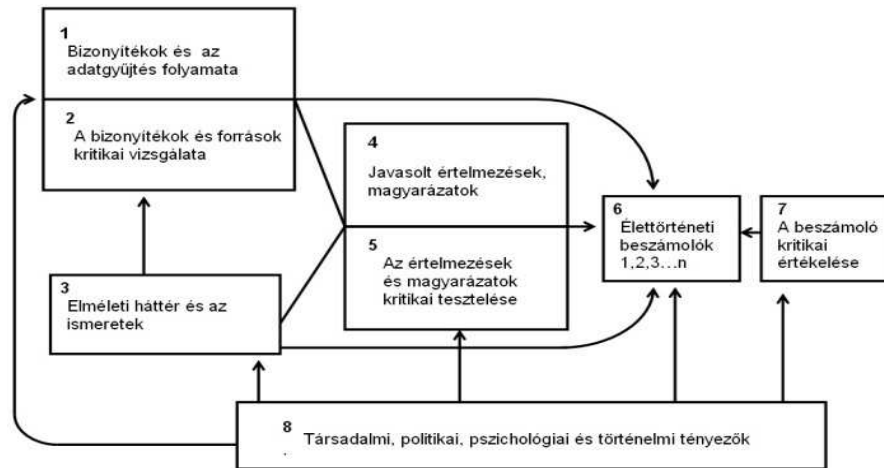 1
Bizonyítékok és az
adatgyűjtés folyamata
2
A bizonyítékok és források
kritikai vizsgálata
3
Elméleti háttér és az
ismeretek
4
Javasolt értelmezések,
magyarázatok
5
Az értelmezések
és magyarázatok
kritikai tesztelése
6
Élettörténeti
beszámolók
1,2,3...n
7
A beszámoló
kritikai
értékelése
8
. Társadalmi, politikai, pszichológiai és történelmi tényezők